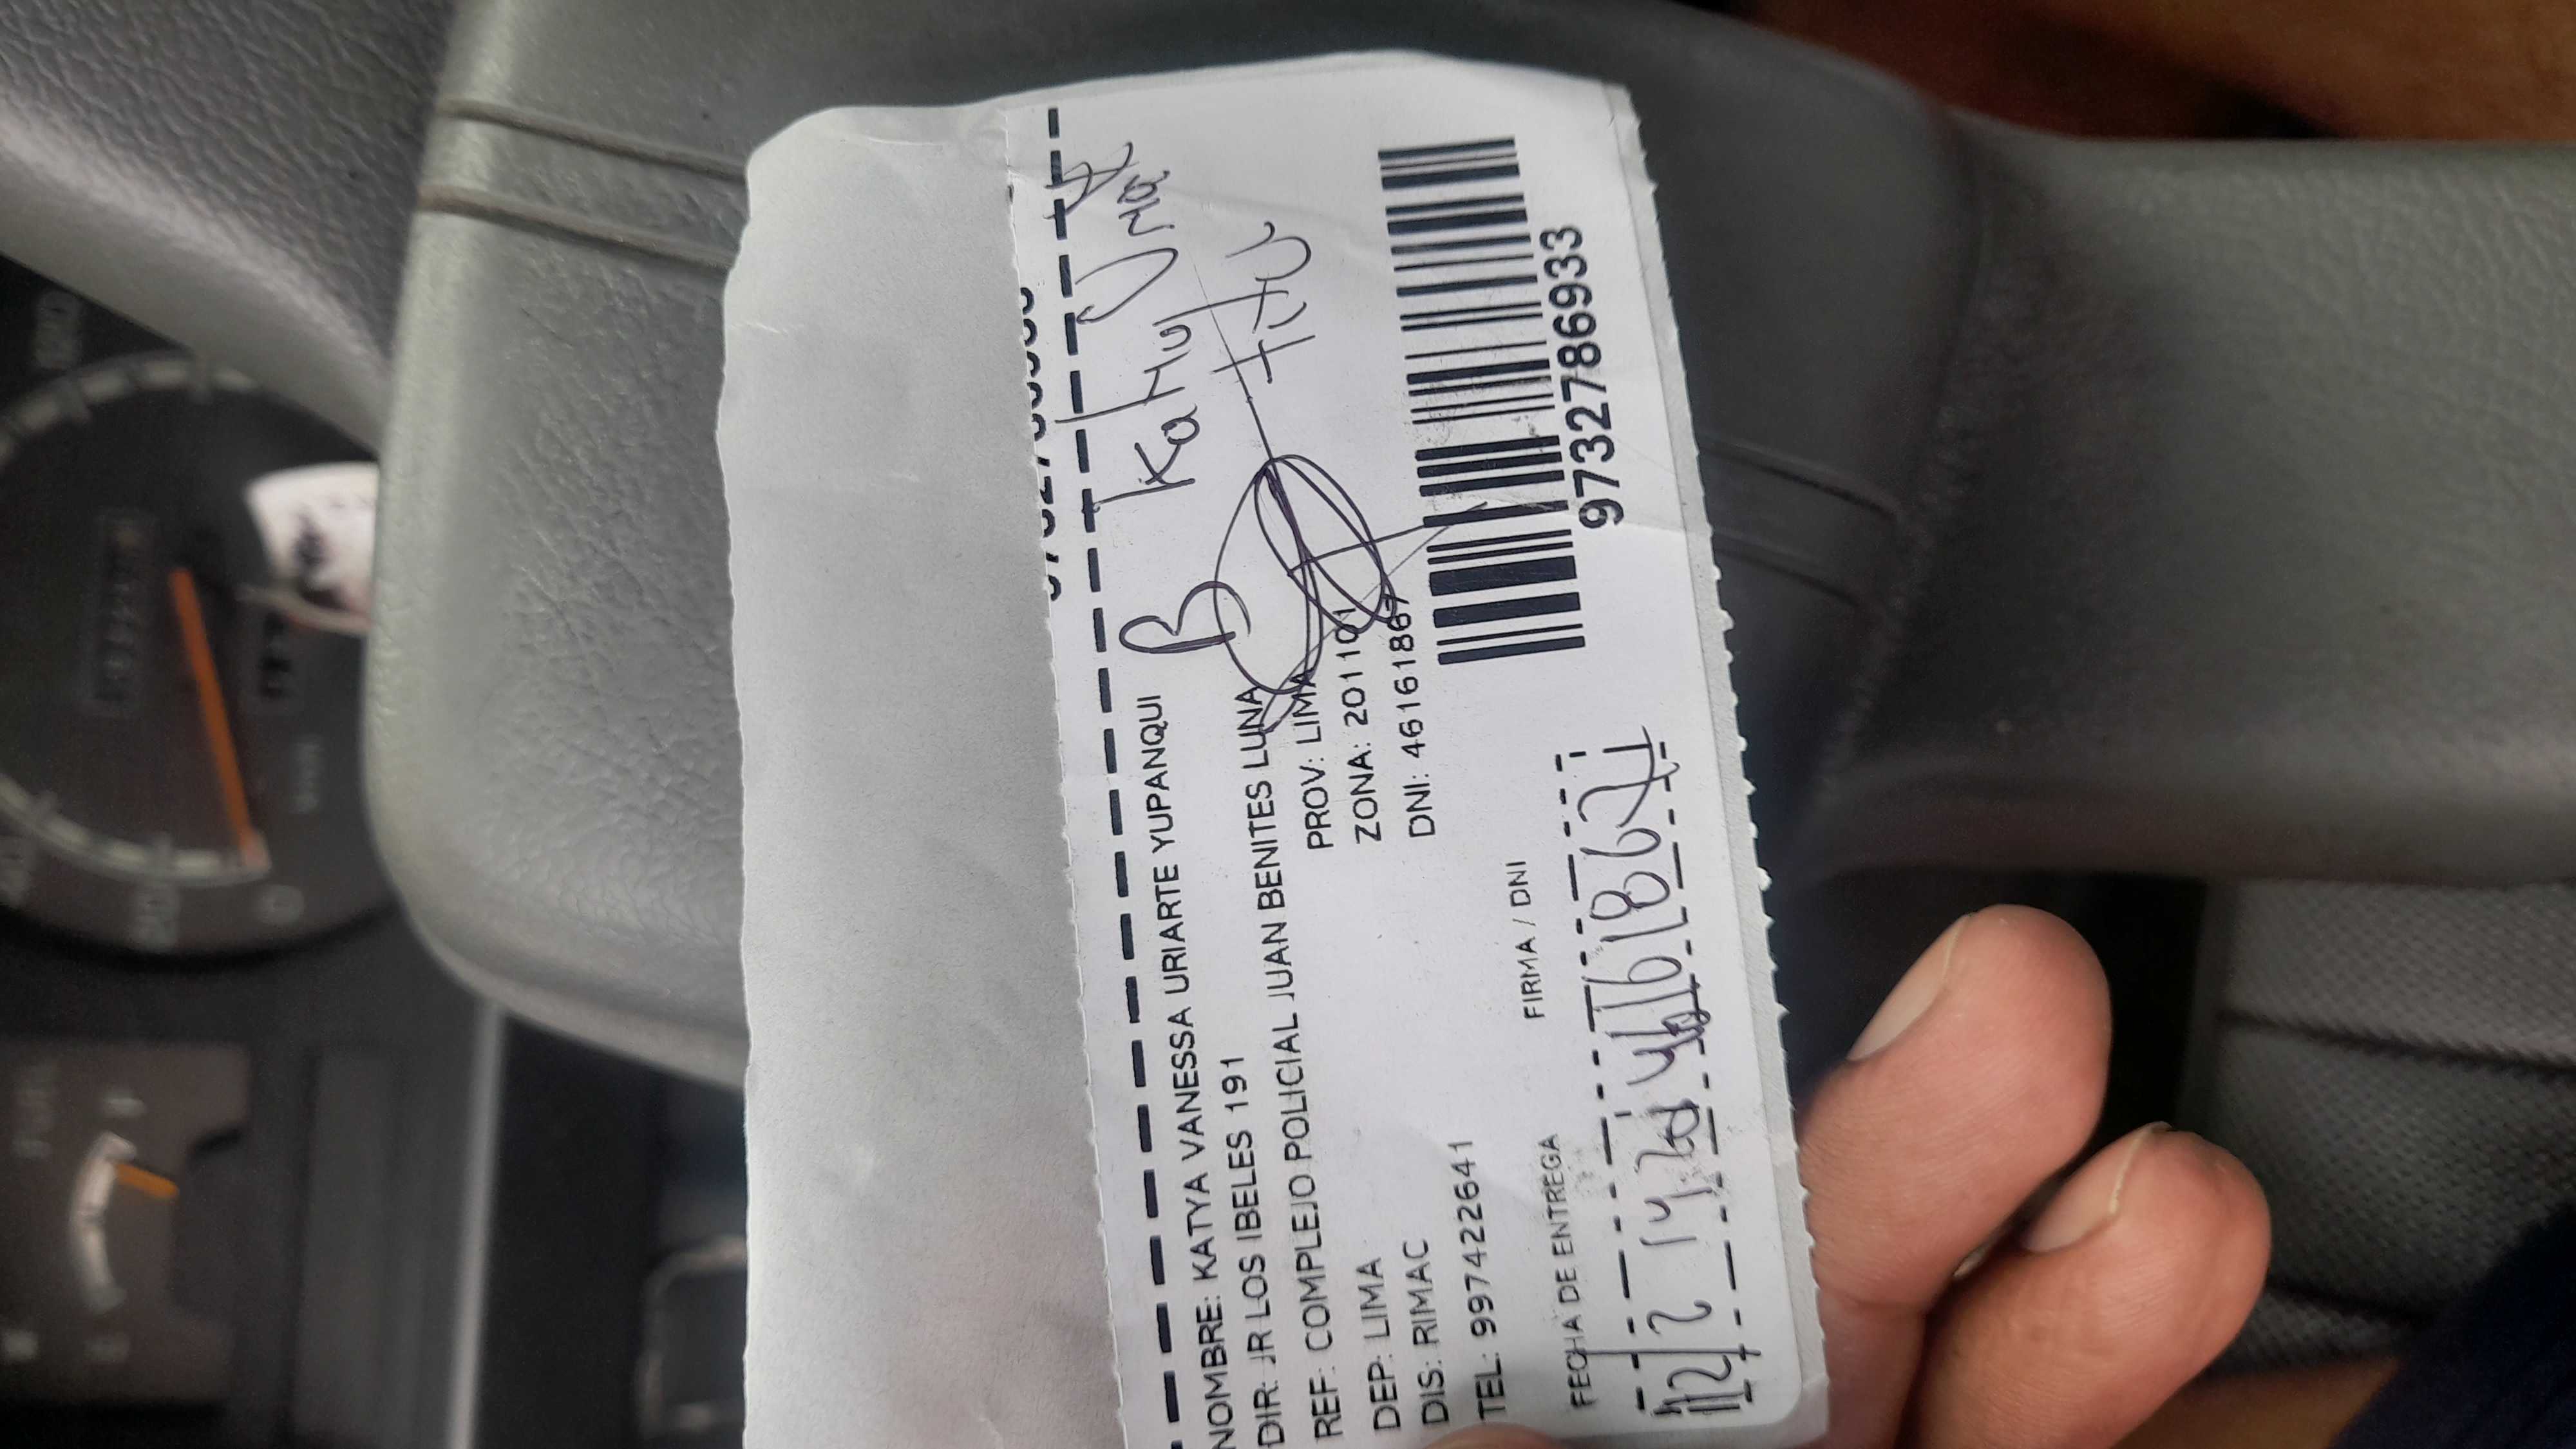 NOMBRE: KATYA VANESSA URIARTE YUPANQUI
DIR: JR LOS IBELES 191
REF: COMPLEJO POLICIAL JUAN BENITES LUNA
DEP: LIMA PROV: LIMA
DIS: RIMAC ZONA: 201101
TEL: 997422641 DNI: 46161867
9732786933
FECHA DE ENTREGA FIRMA / DNI
46161867